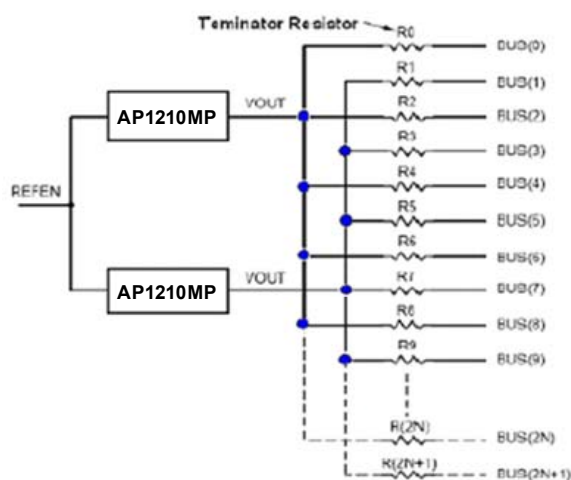 Teminator Resistor
R0
BUS(0)
R1
BUS(1)
AP1210MP
VOUT
R2
BUS(2)
R3
BUS(3)
REFEN
R4
BUS(4)
R5
BUS(5)
R6
BUS(6)
AP1210MP
VOUT
R7
BUS(7)
R8
BUS(8)
R9
BUS(9)
R(2N)
BUS(2N)
R(2N+1)
BUS(2N+1)